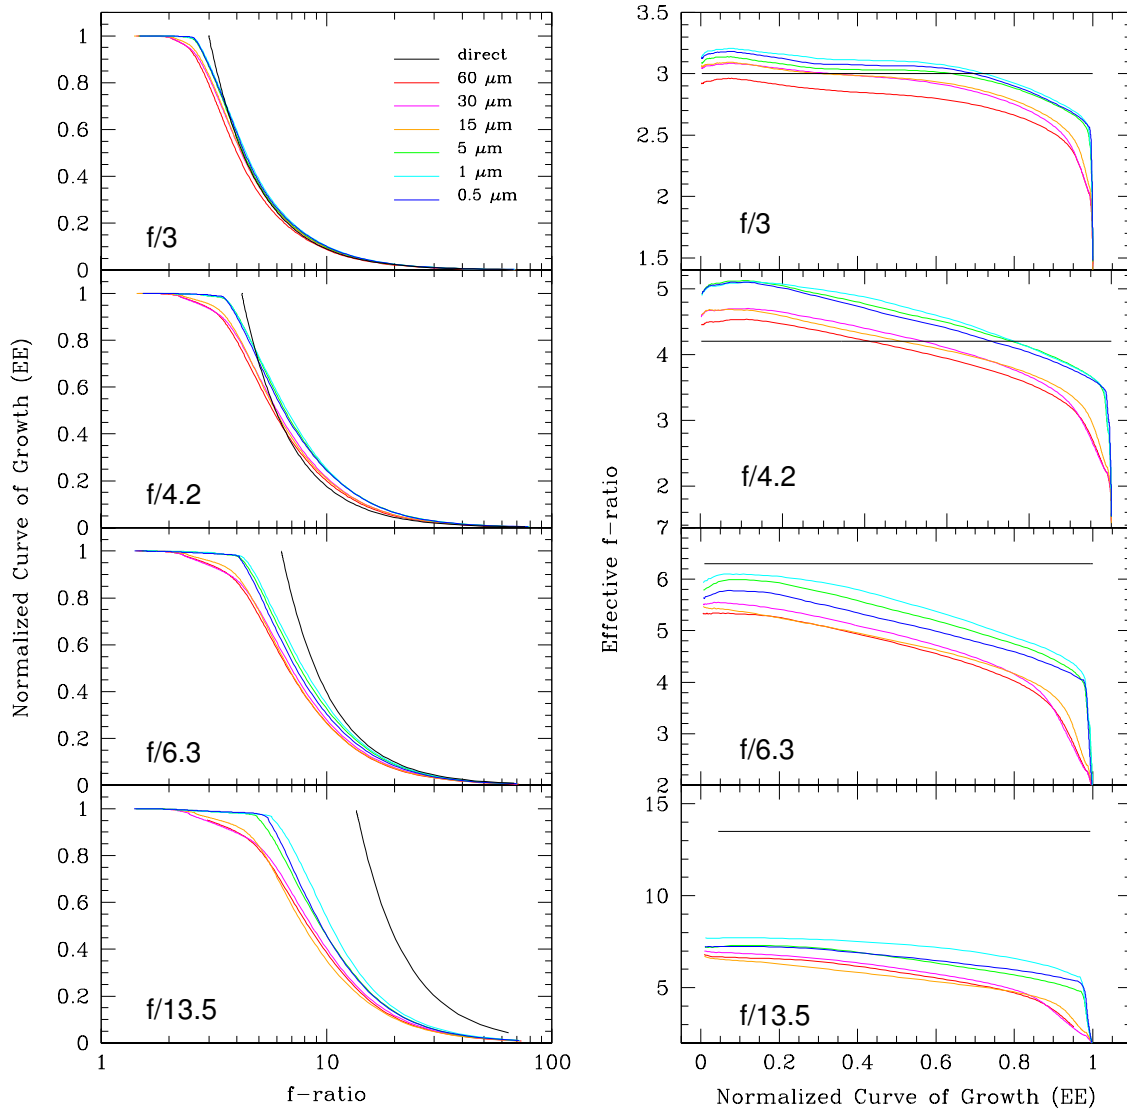 direct
60 μm
30 μm
15 μm
5 μm
1 μm
0.5 μm
1
0.8
0.6
0.4
0.2
0
f/3
1
0.8
0.6
0.4
0.2
0
f/4.2
1
0.8
0.6
0.4
0.2
0
f/6.3
1
0.8
0.6
0.4
0.2
0
f/13.5
1
10
100
f-ratio
Normalized Curve of Growth (EE)
3.5
3
2.5
2
1.5
f/3
5
4
3
2
f/4.2
7
6
5
4
3
2
f/6.3
15
10
5
f/13.5
0
0.2
0.4
0.6
0.8
1
Normalized Curve of Growth (EE)
Effective f-ratio